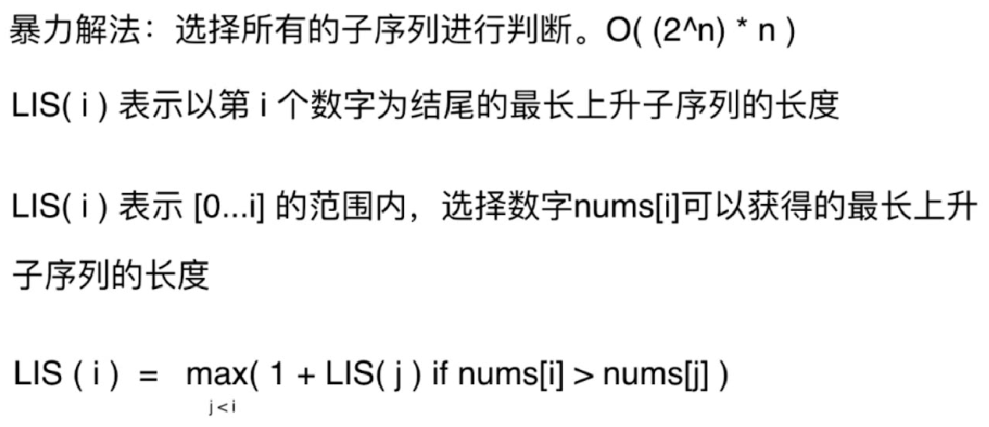 暴力解法：选择所有的子序列进行判断。O( (2^n) * n )
LIS( i ) 表示以第 i 个数字为结尾的最长上升子序列的长度
LIS( i ) 表示 [0...i] 的范围内，选择数字nums[i]可以获得的最长上升
子序列的长度
LIS ( i ) = max( 1 + LIS( j ) if nums[i] > nums[j] )
j < i